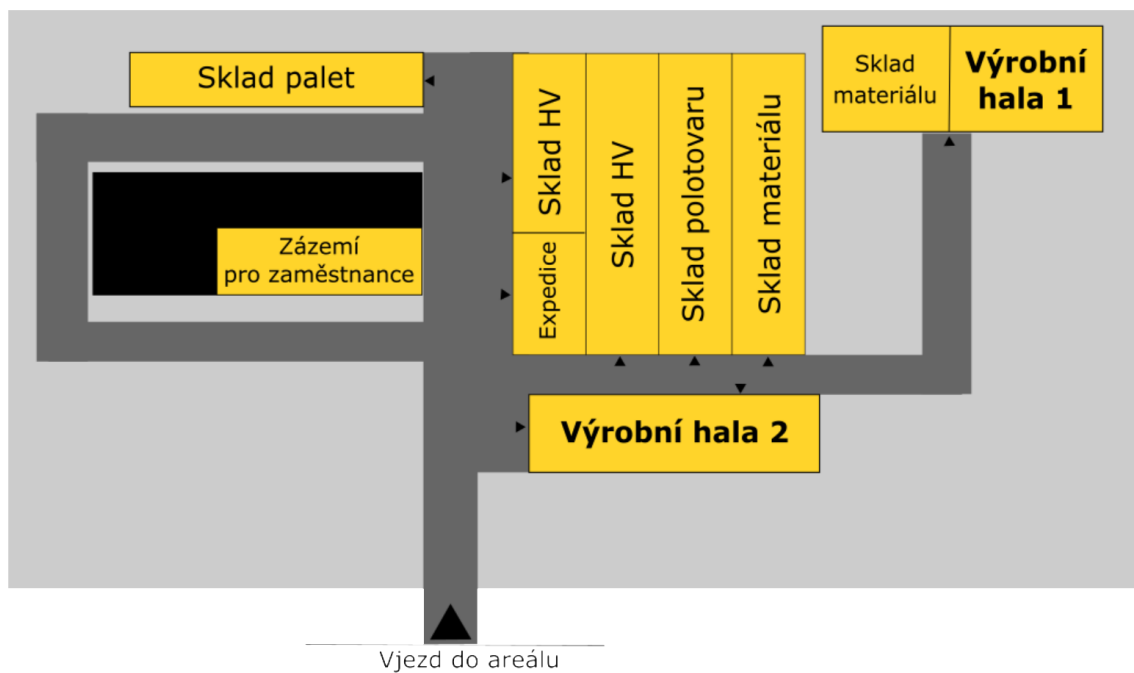 Sklad palet
Sklad HV
Expedice
Sklad HV
Sklad polotovaru
Sklad materiálu
Sklad
materiálu
Výrobní
hala 1
Zázemí
pro zaměstnance
Výrobní hala 2
Vjezd do areálu